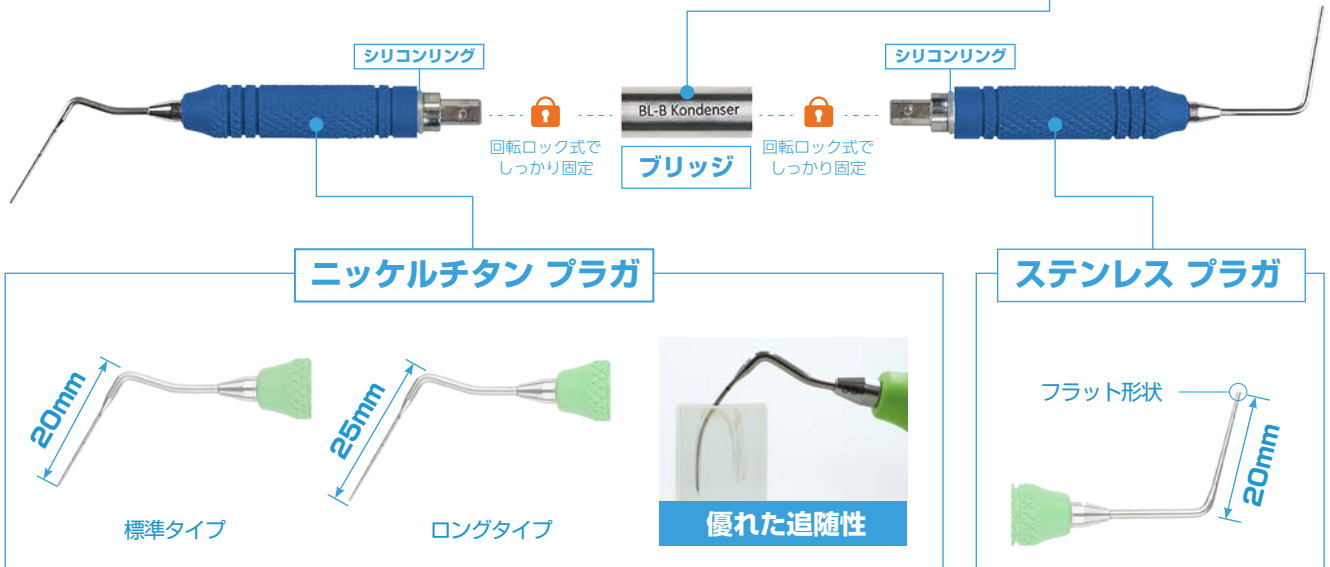 シリコンリング
シリコンリング
BL-B Kondenser
回転ロック式で
しっかり固定
ブリッジ
回転ロック式で
しっかり固定
ニッケルチタン プラガ
ステンレス プラガ
20mm
標準タイプ
25mm
ロングタイプ
優れた追随性
フラット形状
20mm